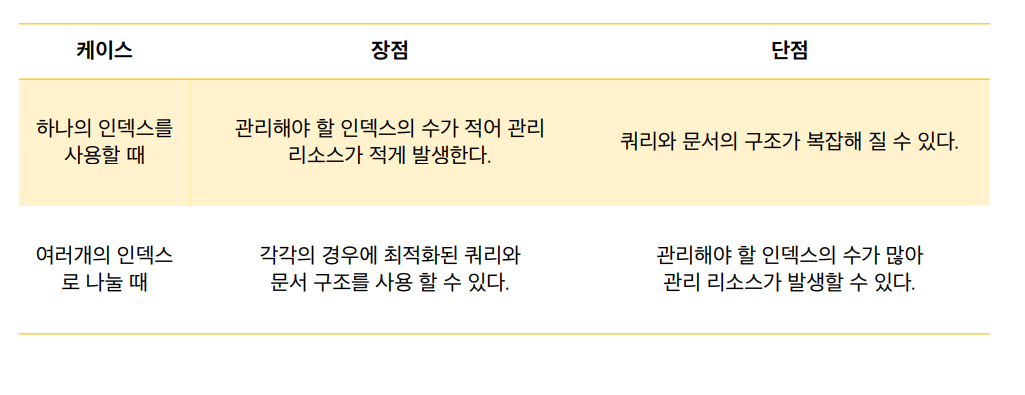 케이스 장점 단점
하나의 인덱스를
사용할 때
관리해야 할 인덱스의 수가 적어 관리
리소스가 적게 발생한다.
쿼리와 문서의 구조가 복잡해 질 수 있다.
여러개의 인덱스
로 나눌 때
각각의 경우에 최적화된 쿼리와
문서 구조를 사용 할 수 있다.
관리해야 할 인덱스의 수가 많아
관리 리소스가 발생할 수 있다.